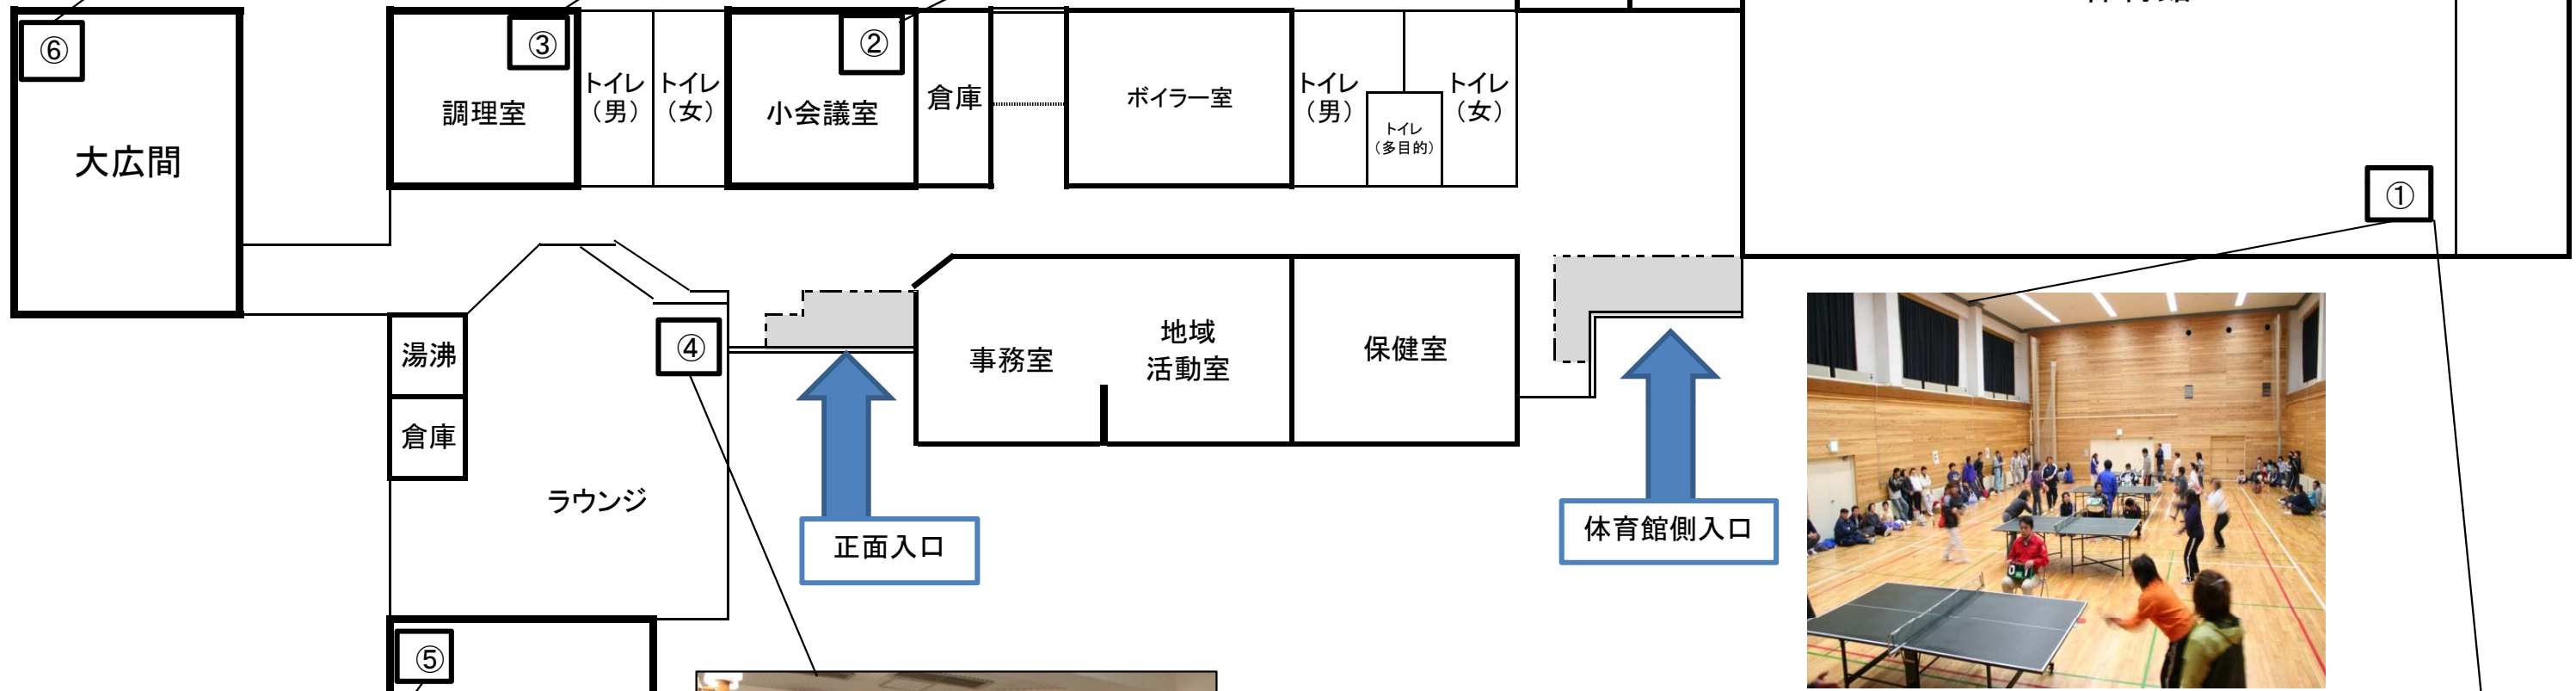 ⑥
③
②
トイレ
（男）
トイレ
（女）
調理室
小会議室
倉庫
ボイラー室
トイレ
（男）
トイレ
（多目的）
トイレ
（女）
大広間
①
④
湯沸
倉庫
事務室
地域
活動室
保健室
ラウンジ
正面入口
体育館側入口
⑤